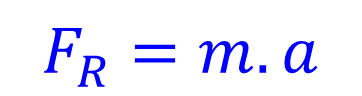 F_R = m. a